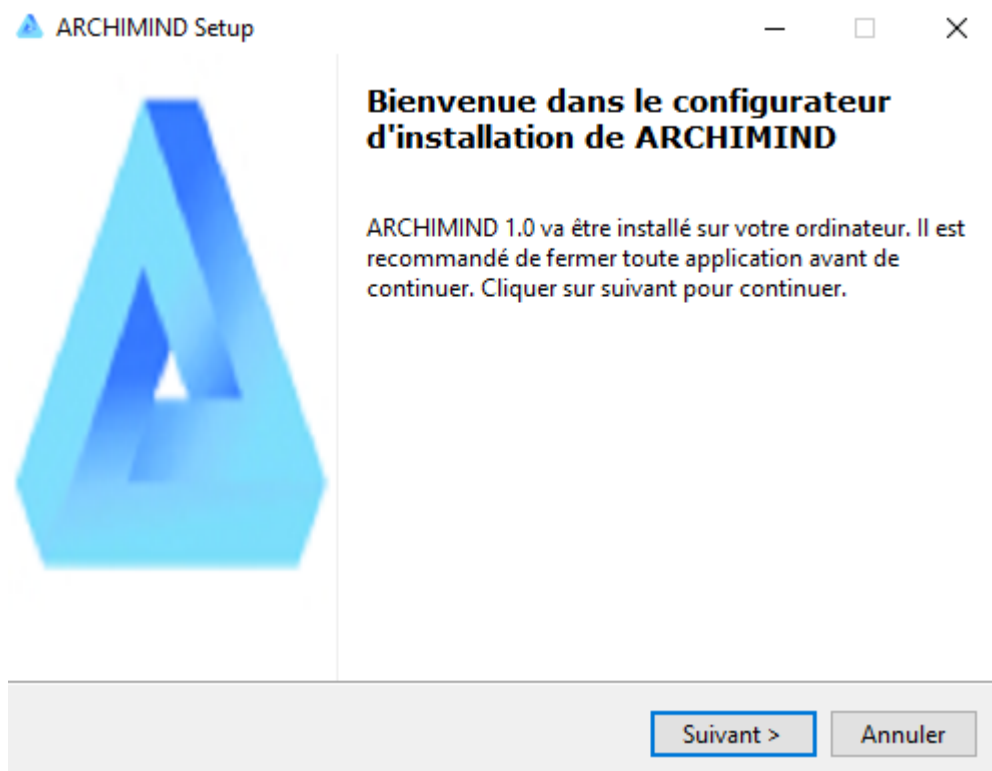 ARCHIMIND Setup
Bienvenue dans le configurateur
d'installation de ARCHIMIND
ARCHIMIND 1.0 va être installé sur votre ordinateur. Il est
recommandé de fermer toute application avant de
continuer. Cliquer sur suivant pour continuer.
Suivant >
Annuler